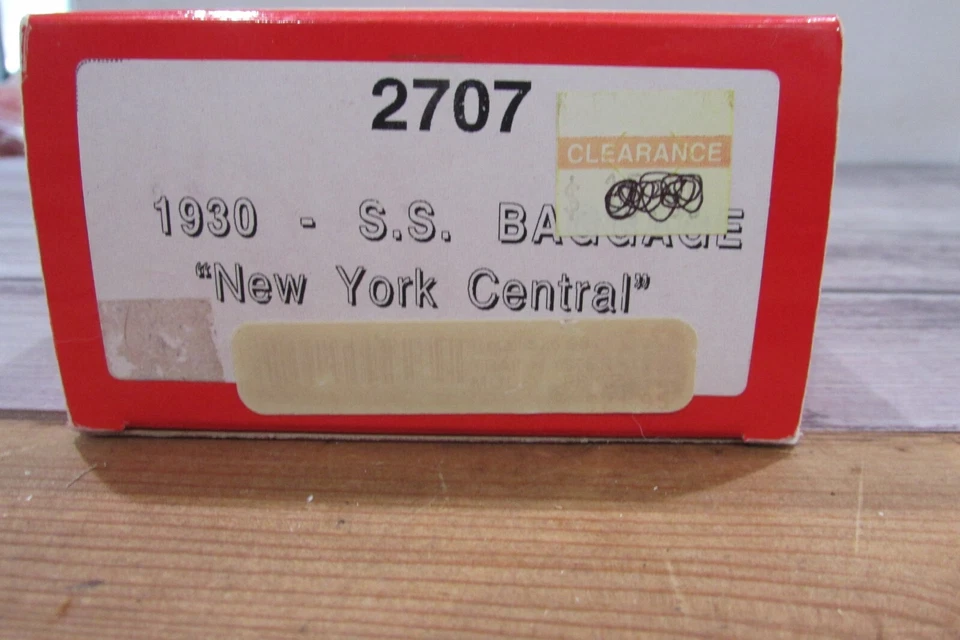 2707
CLEARANCE
1930 - S.S. BAGGAGE
“New York Central”